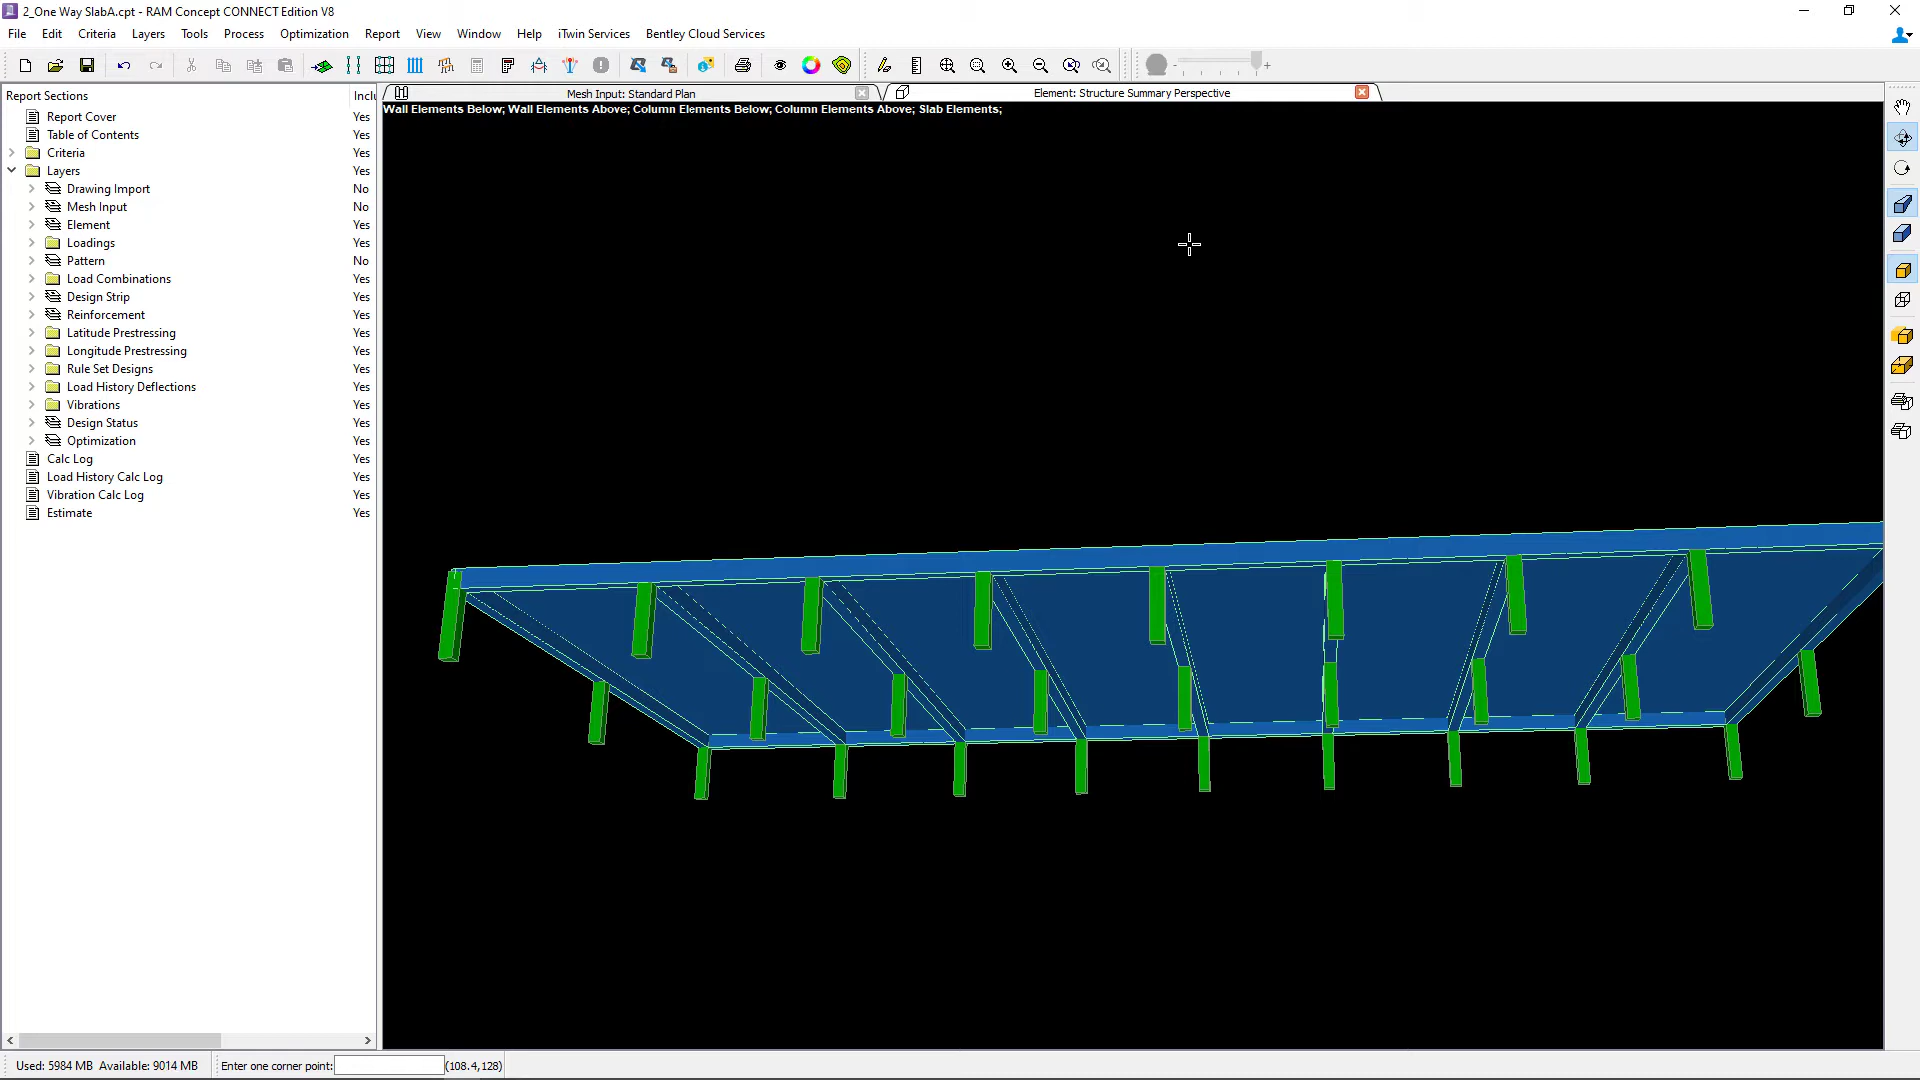 2_One Way SlabA.cpt - RAM Concept CONNECT Edition V8
File Edit Criteria Layers Tools Process Optimization Report View Window Help iTwin Services Bentley Cloud Services
Report Sections Inclu
Mesh Input: Standard Plan
Element: Structure Summary Perspective
Wall Elements Below; Wall Elements Above; Column Elements Below; Column Elements Above; Slab Elements;
Report Cover Yes
Table of Contents Yes
Criteria Yes
Layers Yes
Drawing Import No
Mesh Input No
Element Yes
Loadings Yes
Pattern No
Load Combinations Yes
Design Strip Yes
Reinforcement Yes
Latitude Prestressing Yes
Longitude Prestressing Yes
Rule Set Designs Yes
Load History Deflections Yes
Vibrations Yes
Design Status Yes
Optimization Yes
Calc Log Yes
Load History Calc Log Yes
Vibration Calc Log Yes
Estimate Yes
Used: 5984 MB Available: 9014 MB Enter one corner point: (108.4,128)